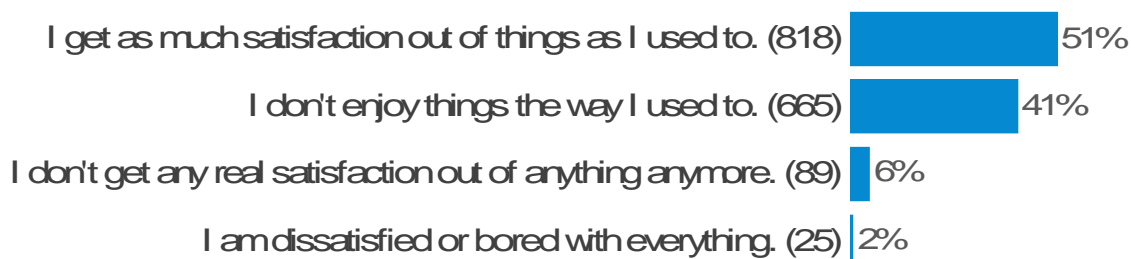 I get as much satisfaction out of things as I used to. (818) 51%
I don't enjoy things the way I used to. (665) 41%
I don't get any real satisfaction out of anything anymore. (89) 6%
I am dissatisfied or bored with everything. (25) 2%